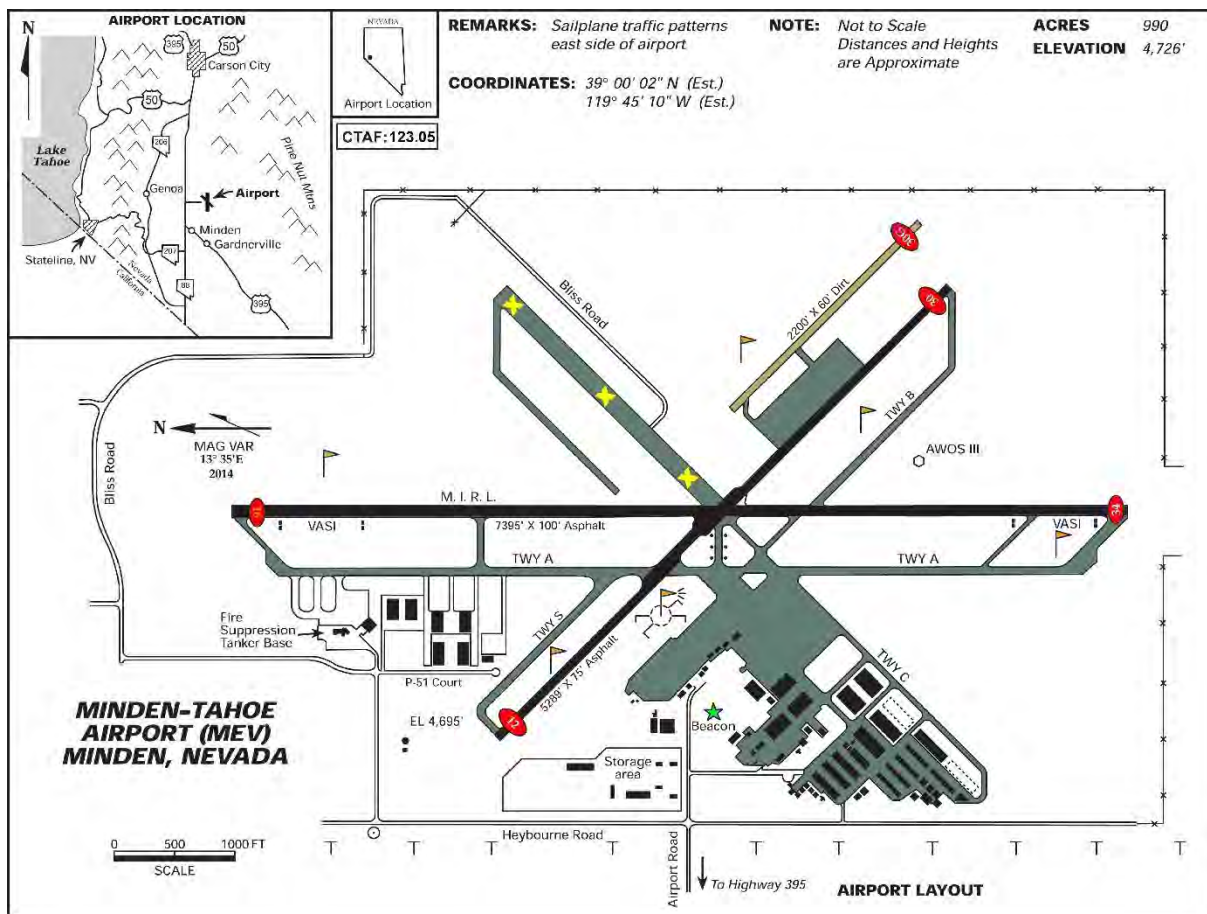 AIRPORT LOCATION
N
395
50
Carson City
50
Lake
Tahoe
206
Genoa
Airport
Pine Nut Mtns
Minden
Gardnerville
Stateline, NV
207
Nevada
California
88
395
NEVADA
Airport Location
CTAF:123.05
REMARKS: Sailplane traffic patterns
east side of airport
COORDINATES: 39° 00' 02" N (Est.)
119° 45' 10" W (Est.)
NOTE: Not to Scale
Distances and Heights
are Approximate
ACRES 990
ELEVATION 4,726'
Bliss Road
30G
2200' X 60' Dirt
30
TWY B
AWOS III
Bliss Road
N
MAG VAR
13° 35'E
2014
M. I. R. L.
16
34
VASI
7395' X 100' Asphalt
VASI
TWY A
TWY A
Fire
Suppression
Tanker Base
TWY S
5289' X 75' Asphalt
TWY C
P-51 Court
EL 4,695'
12
Beacon
MINDEN-TAHOE
AIRPORT (MEV)
MINDEN, NEVADA
Storage
area
0 500 1000 FT
SCALE
Heybourne Road
Airport Road
To Highway 395
AIRPORT LAYOUT